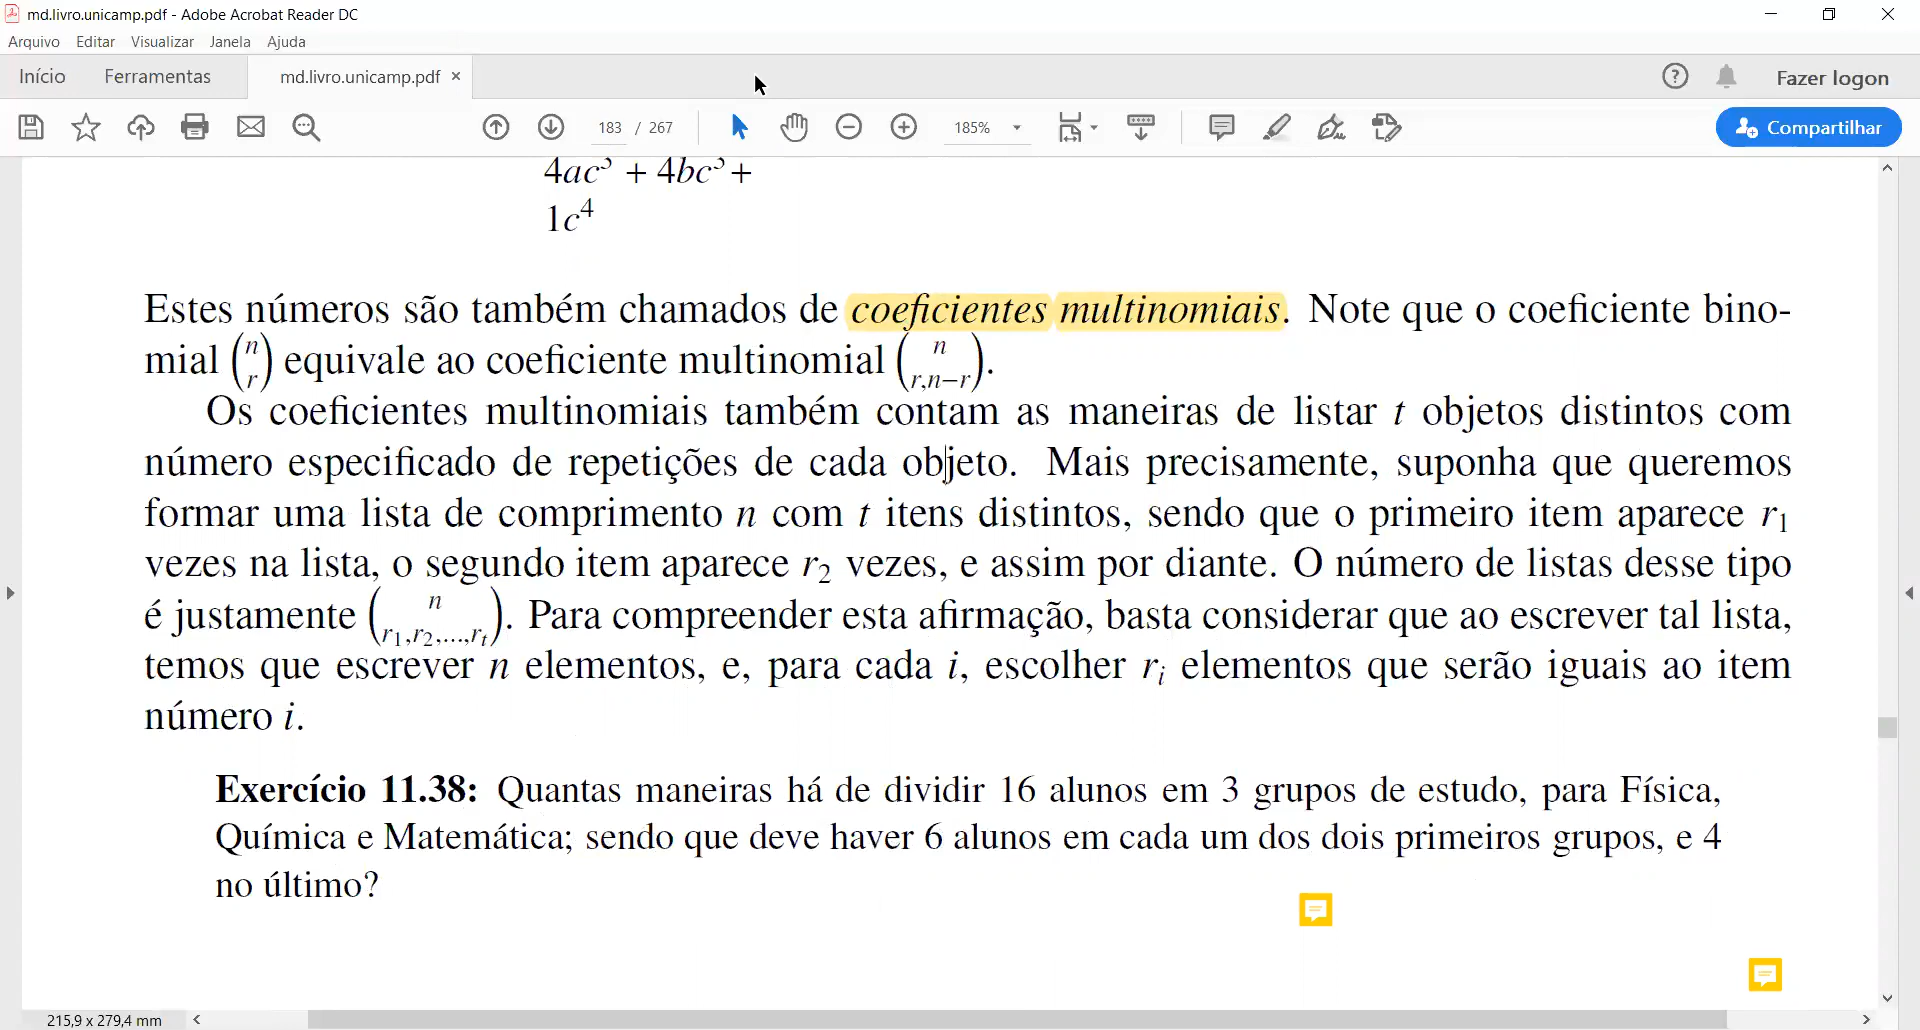 md.livro.unicamp.pdf - Adobe Acrobat Reader DC
Arquivo Editar Visualizar Janela Ajuda
Início Ferramentas md.livro.unicamp.pdf × Fazer logon
183 / 267 185% Compartilhar
4ac³ + 4bc³ +
1c⁴
Estes números são também chamados de coeficientes multinomiais. Note que o coeficiente bino-
mial (n r) equivale ao coeficiente multinomial (n r,n−r).
Os coeficientes multinomiais também contam as maneiras de listar t objetos distintos com
número especificado de repetições de cada objeto. Mais precisamente, suponha que queremos
formar uma lista de comprimento n com t itens distintos, sendo que o primeiro item aparece r₁
vezes na lista, o segundo item aparece r₂ vezes, e assim por diante. O número de listas desse tipo
é justamente (n r₁,r₂,...,rₜ). Para compreender esta afirmação, basta considerar que ao escrever tal lista,
temos que escrever n elementos, e, para cada i, escolher rᵢ elementos que serão iguais ao item
número i.
Exercício 11.38: Quantas maneiras há de dividir 16 alunos em 3 grupos de estudo, para Física,
Química e Matemática; sendo que deve haver 6 alunos em cada um dos dois primeiros grupos, e 4
no último?
215,9 x 279,4 mm